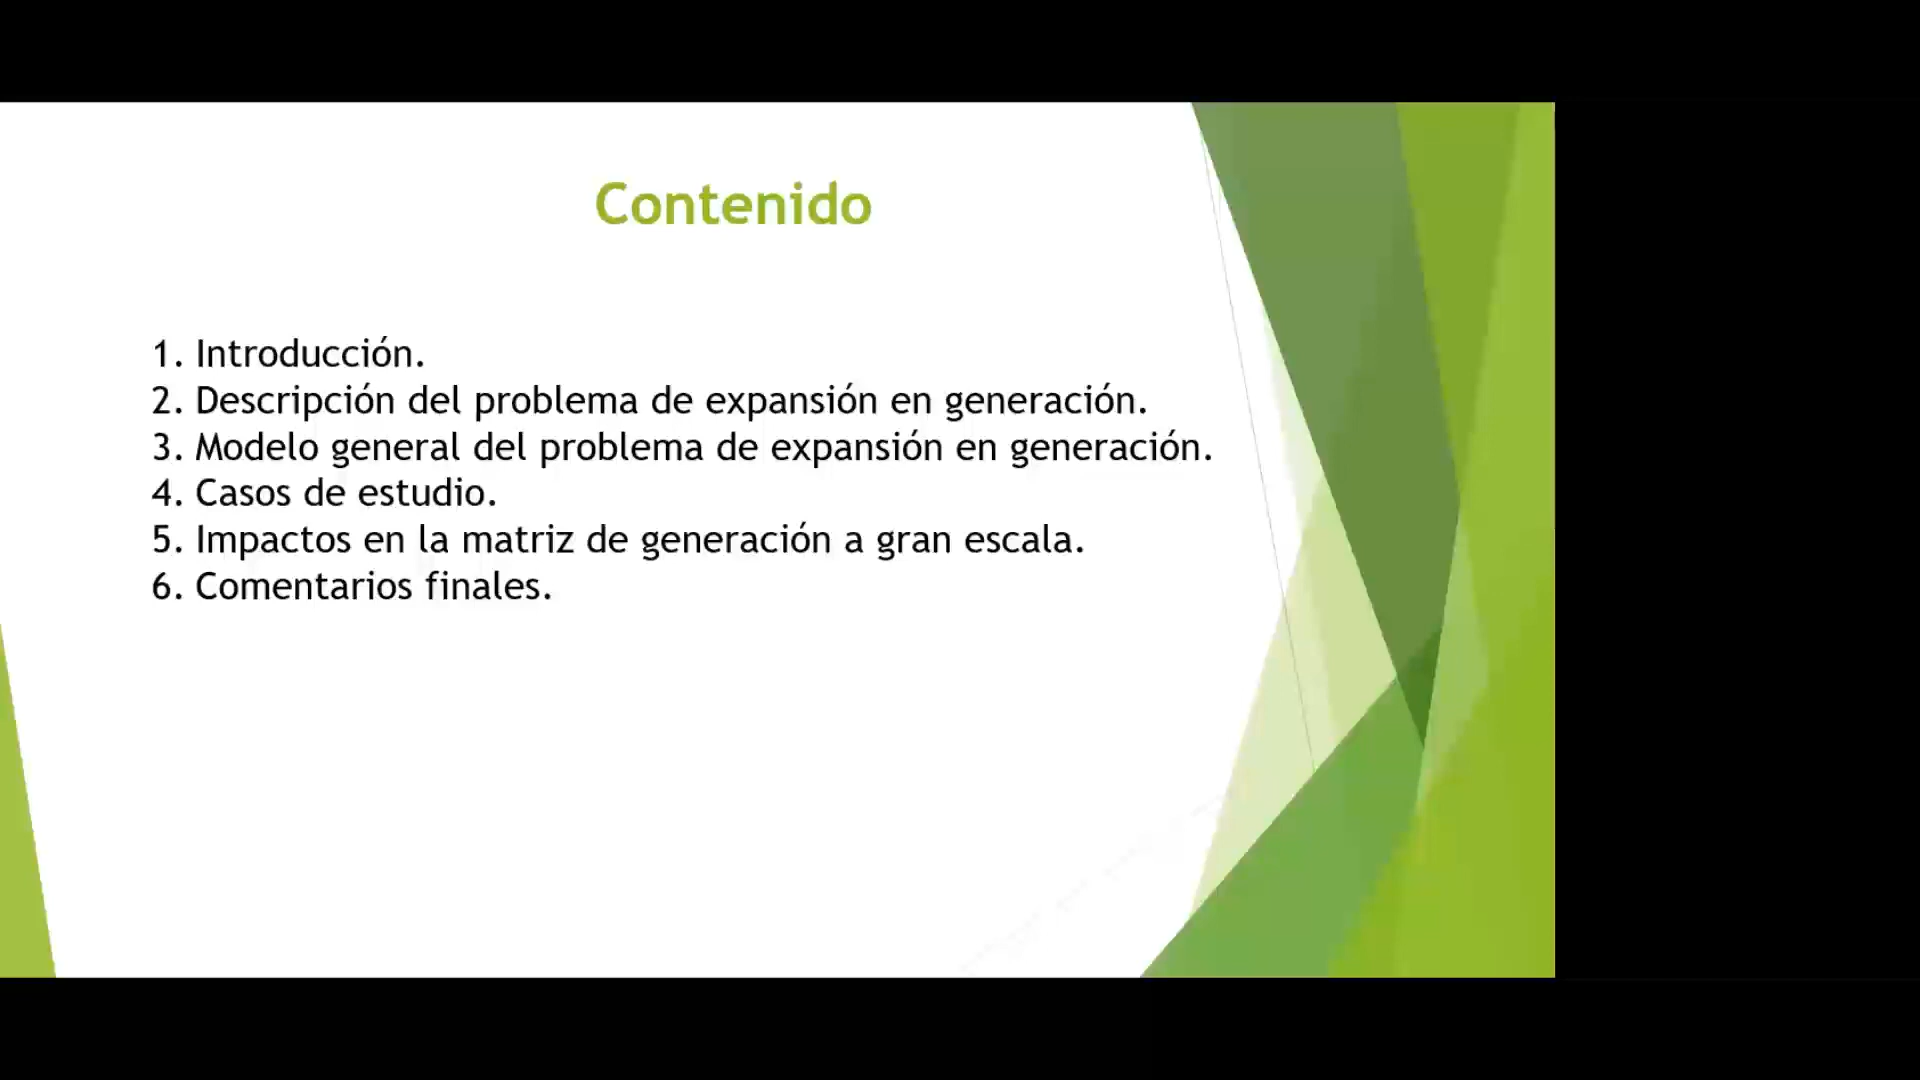 Contenido
1. Introducción.
2. Descripción del problema de expansión en generación.
3. Modelo general del problema de expansión en generación.
4. Casos de estudio.
5. Impactos en la matriz de generación a gran escala.
6. Comentarios finales.